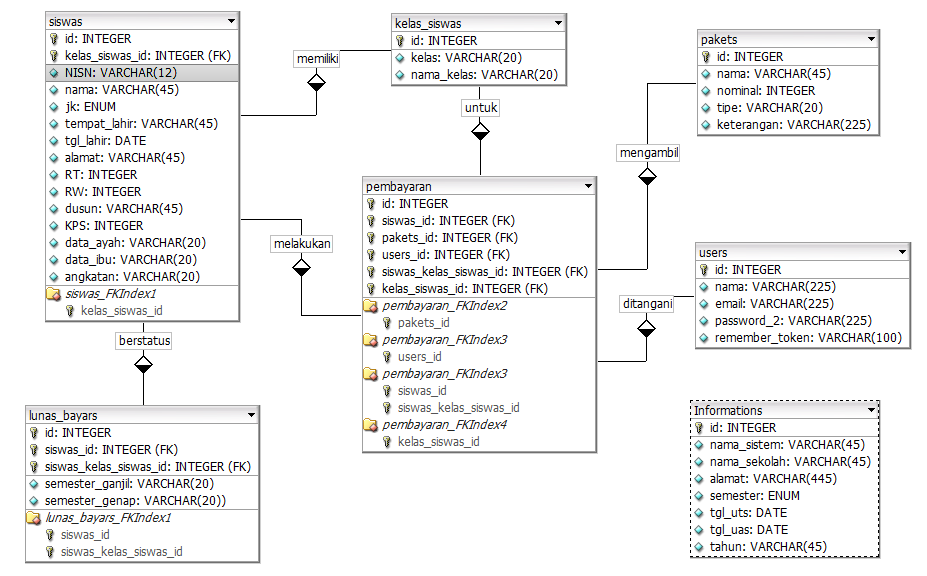 siswas
id: INTEGER
kelas_siswas_id: INTEGER (FK)
NISN: VARCHAR(12)
nama: VARCHAR(45)
jk: ENUM
tempat_lahir: VARCHAR(45)
tgl_lahir: DATE
alamat: VARCHAR(45)
RT: INTEGER
RW: INTEGER
dusun: VARCHAR(45)
KPS: INTEGER
data_ayah: VARCHAR(20)
data_ibu: VARCHAR(20)
angkatan: VARCHAR(20)
siswas_FKIndex1
kelas_siswas_id
memiliki
kelas_siswas
id: INTEGER
kelas: VARCHAR(20)
nama_kelas: VARCHAR(20)
untuk
pakets
id: INTEGER
nama: VARCHAR(45)
nominal: INTEGER
tipe: VARCHAR(20)
keterangan: VARCHAR(225)
mengambil
melakukan
pembayaran
id: INTEGER
siswas_id: INTEGER (FK)
pakets_id: INTEGER (FK)
users_id: INTEGER (FK)
siswas_kelas_siswas_id: INTEGER (FK)
kelas_siswas_id: INTEGER (FK)
pembayaran_FKIndex2
pakets_id
pembayaran_FKIndex3
users_id
pembayaran_FKIndex3
siswas_id
siswas_kelas_siswas_id
pembayaran_FKIndex4
kelas_siswas_id
ditangani
users
id: INTEGER
nama: VARCHAR(225)
email: VARCHAR(225)
password_2: VARCHAR(225)
remember_token: VARCHAR(100)
berstatus
lunas_bayars
id: INTEGER
siswas_id: INTEGER (FK)
siswas_kelas_siswas_id: INTEGER (FK)
semester_ganjil: VARCHAR(20)
semester_genap: VARCHAR(20))
lunas_bayars_FKIndex1
siswas_id
siswas_kelas_siswas_id
Informations
id: INTEGER
nama_sistem: VARCHAR(45)
nama_sekolah: VARCHAR(45)
alamat: VARCHAR(445)
semester: ENUM
tgl_uts: DATE
tgl_uas: DATE
tahun: VARCHAR(45)